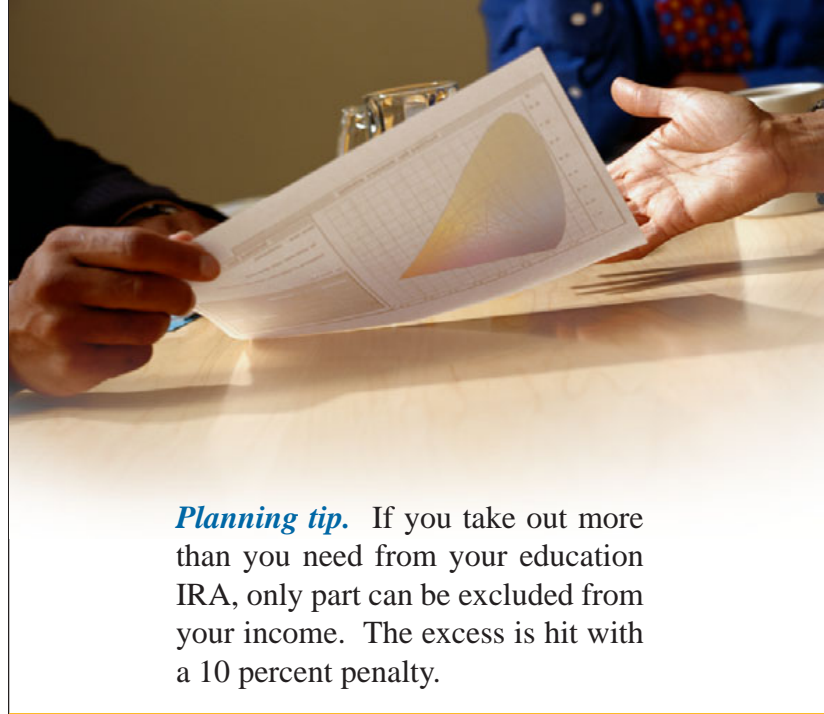 Planning tip. If you take out more
than you need from your education
IRA, only part can be excluded from
your income. The excess is hit with
a 10 percent penalty.